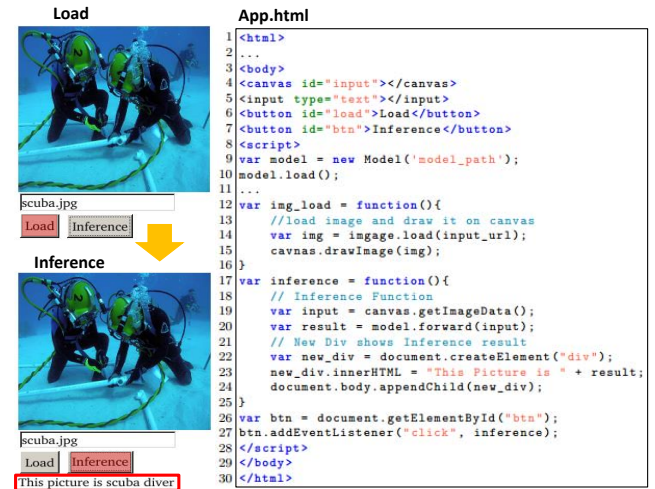 Load
scuba.jpg
Load Inference
Inference
2
scuba.jpg
Load Inference
This picture is scuba diver
App.html
1 <html>
2 ...
3 <body>
4 <canvas id="input"></canvas>
5 <input type="text"></input>
6 <button id="load">Load</button>
7 <button id="btn">Inference</button>
8 <script>
9 var model = new Model('model_path');
10 model.load();
11 ...
12 var img_load = function(){
13 //load image and draw it on canvas
14 var img = imgage.load(input_url);
15 cavnas.drawImage(img);
16 }
17 var inference = function(){
18 // Inference Function
19 var input = canvas.getImageData();
20 var result = model.forward(input);
21 // New Div shows Inference result
22 var new_div = document.createElement("div");
23 new_div.innerHTML = "This Picture is " + result;
24 document.body.appendChild(new_div);
25 }
26 var btn = document.getElementById("btn");
27 btn.addEventListener("click", inference);
28 </script>
29 </body>
30 </html>